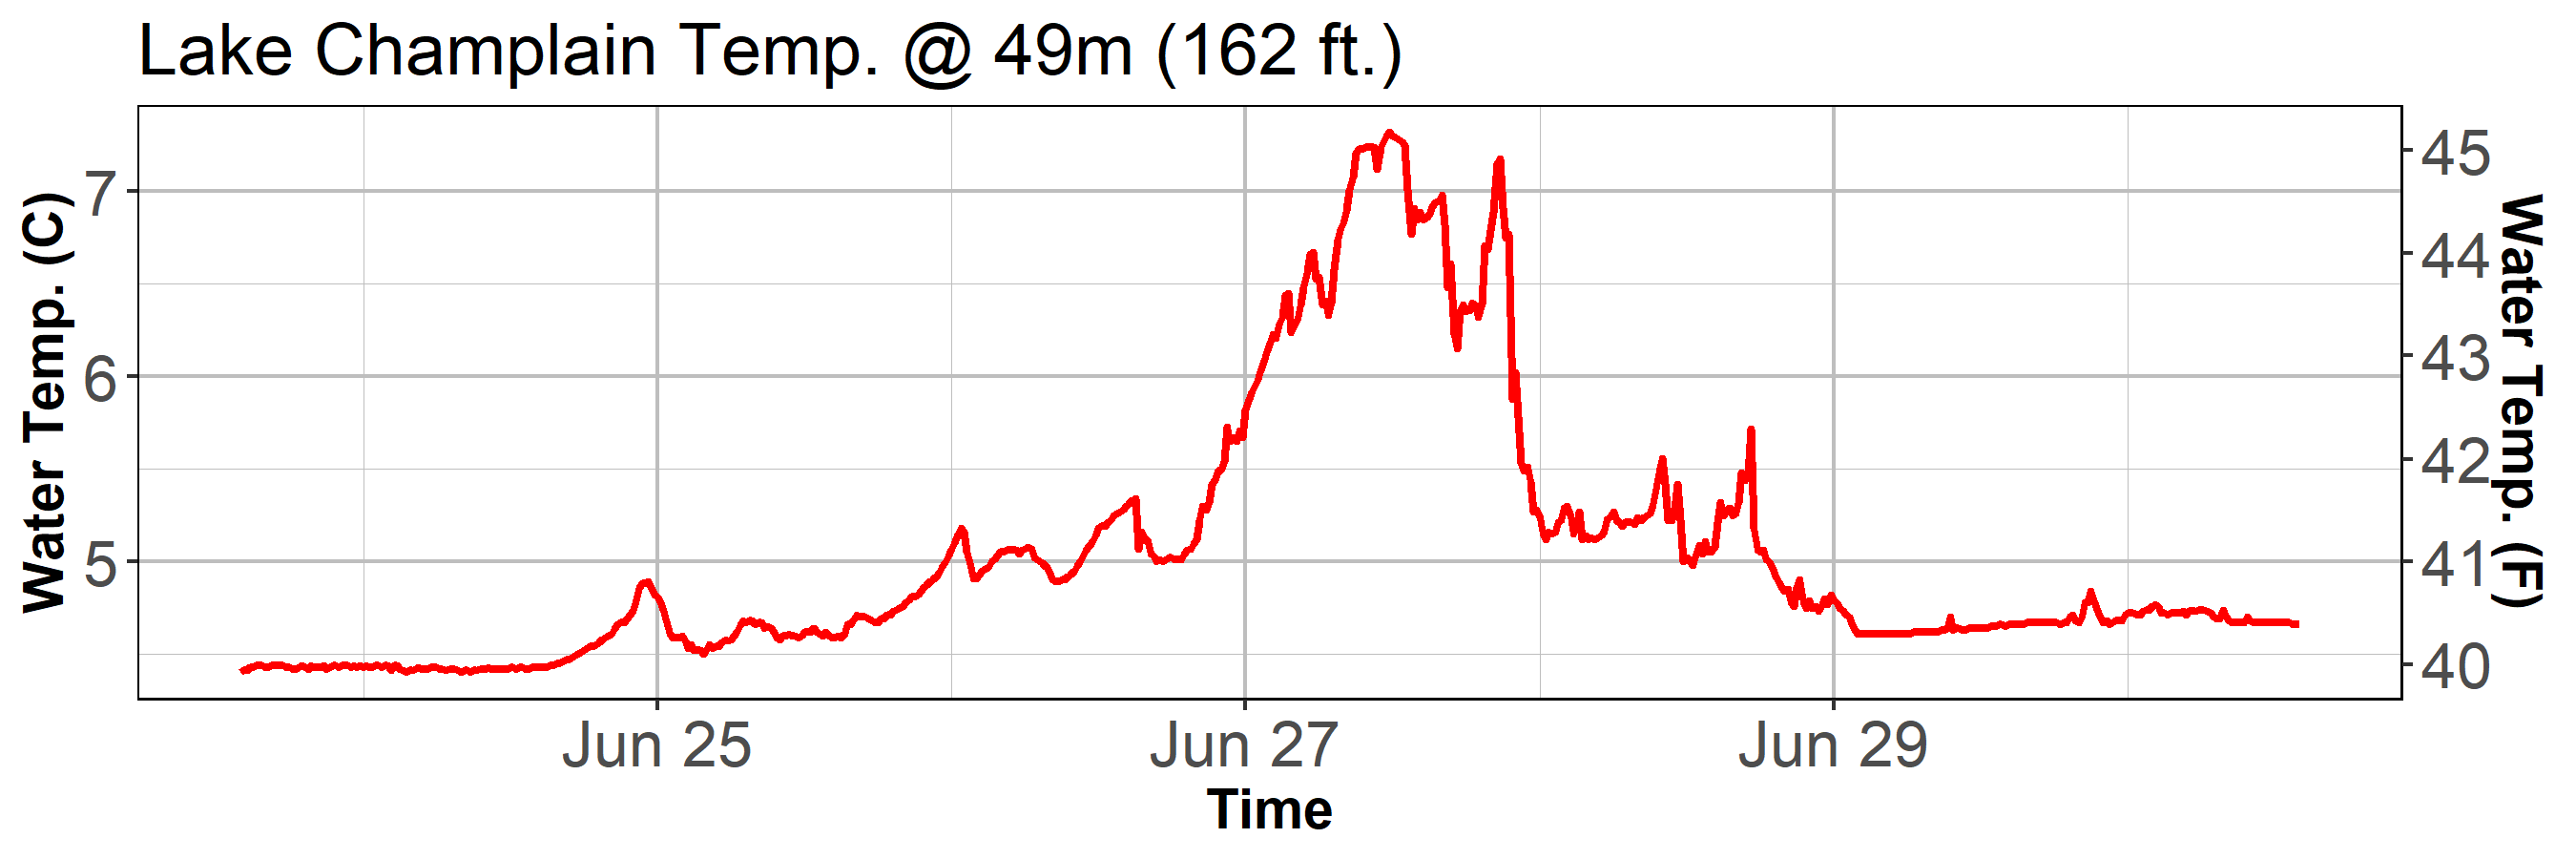 Lake Champlain Temp. @ 49m (162 ft.)
Water Temp. (C)
7
6
5
45
44
43
42
41
40
Water Temp. (F)
Jun 25
Jun 27
Jun 29
Time